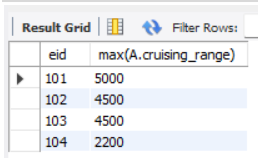 Result Grid Filter Rows:
eid max(A.cruising_range)
101 5000
102 4500
103 4500
104 2200